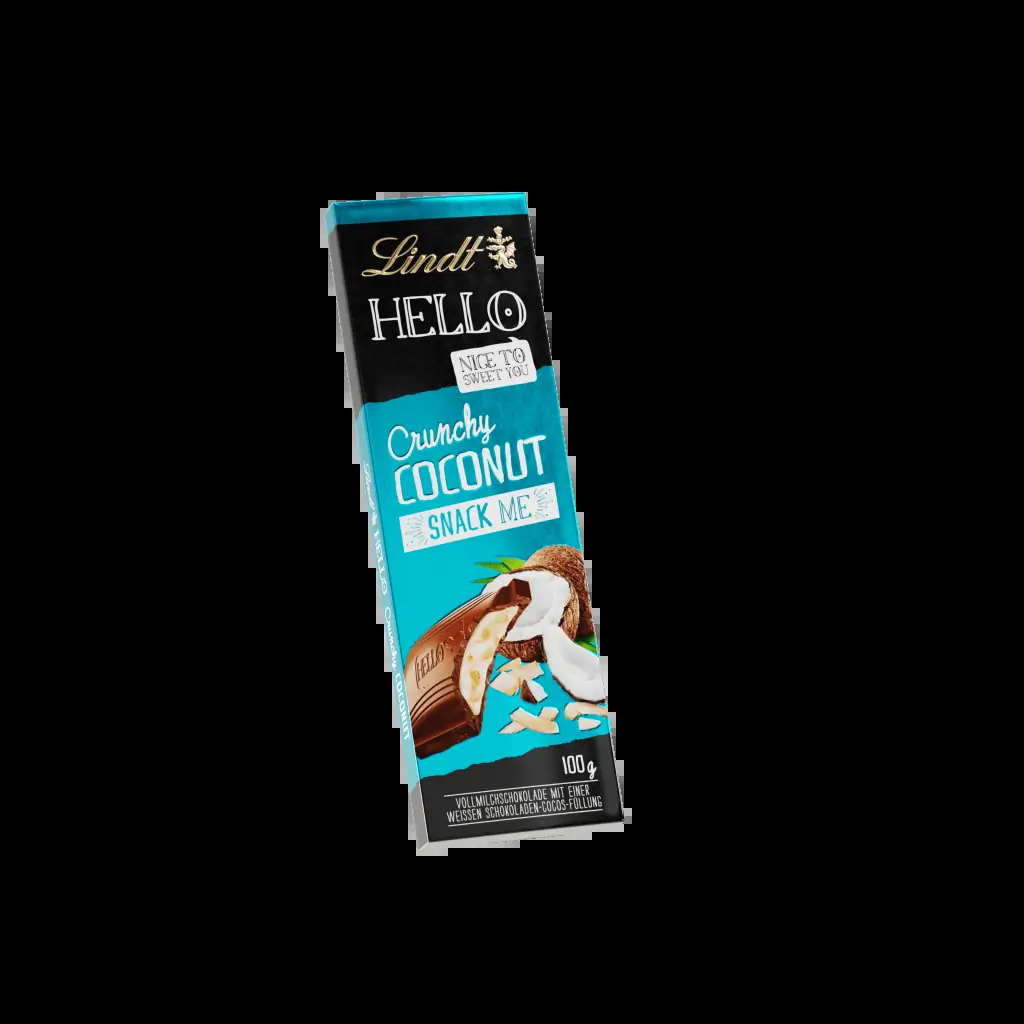 Lindt
HELLO
NICE TO
SWEET YOU
Crunchy
COCONUT
SNACK ME
HELLO
100 g
VOLLMILCHSCHOKOLADE MIT EINER
WEISSEN SCHOKOLADEN-COCOS-FÜLLUNG
HELLO Crunchy COCONUT